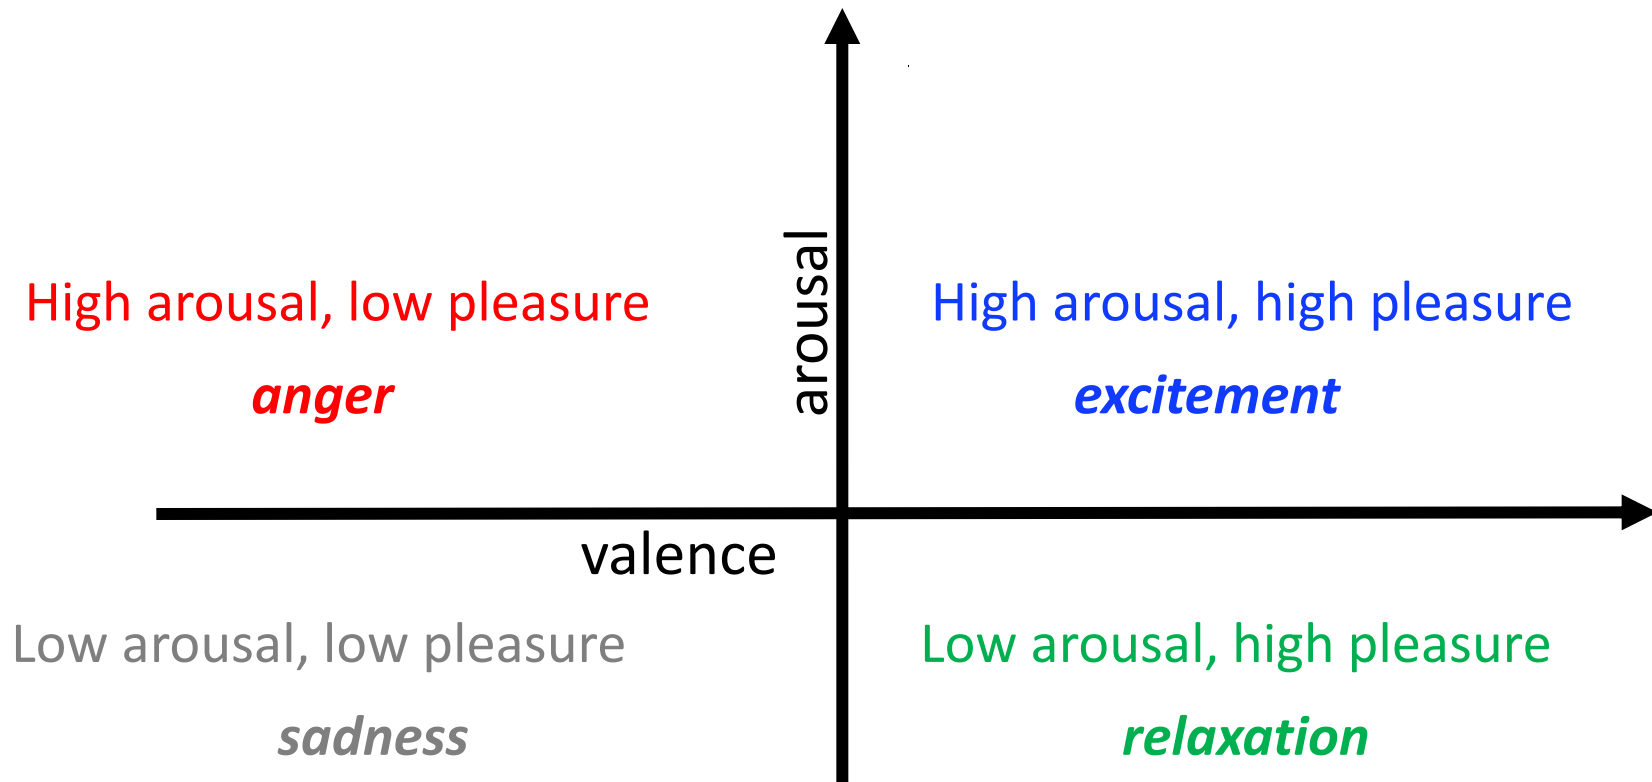 arousal
High arousal, low pleasure
anger
High arousal, high pleasure
excitement
valence
Low arousal, low pleasure
sadness
Low arousal, high pleasure
relaxation